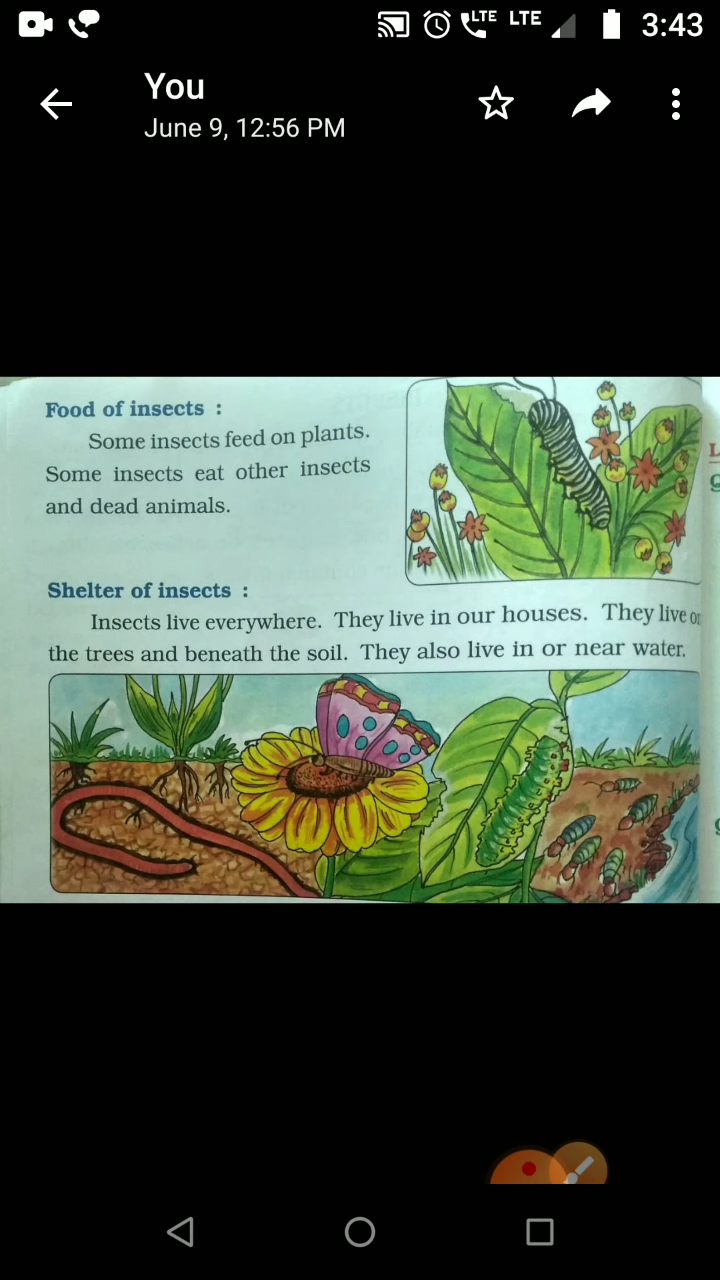 LTE LTE 3:43
You
June 9, 12:56 PM
Food of insects :
Some insects feed on plants.
Some insects eat other insects
and dead animals.
Shelter of insects :
Insects live everywhere. They live in our houses. They live
the trees and beneath the soil. They also live in or near water.